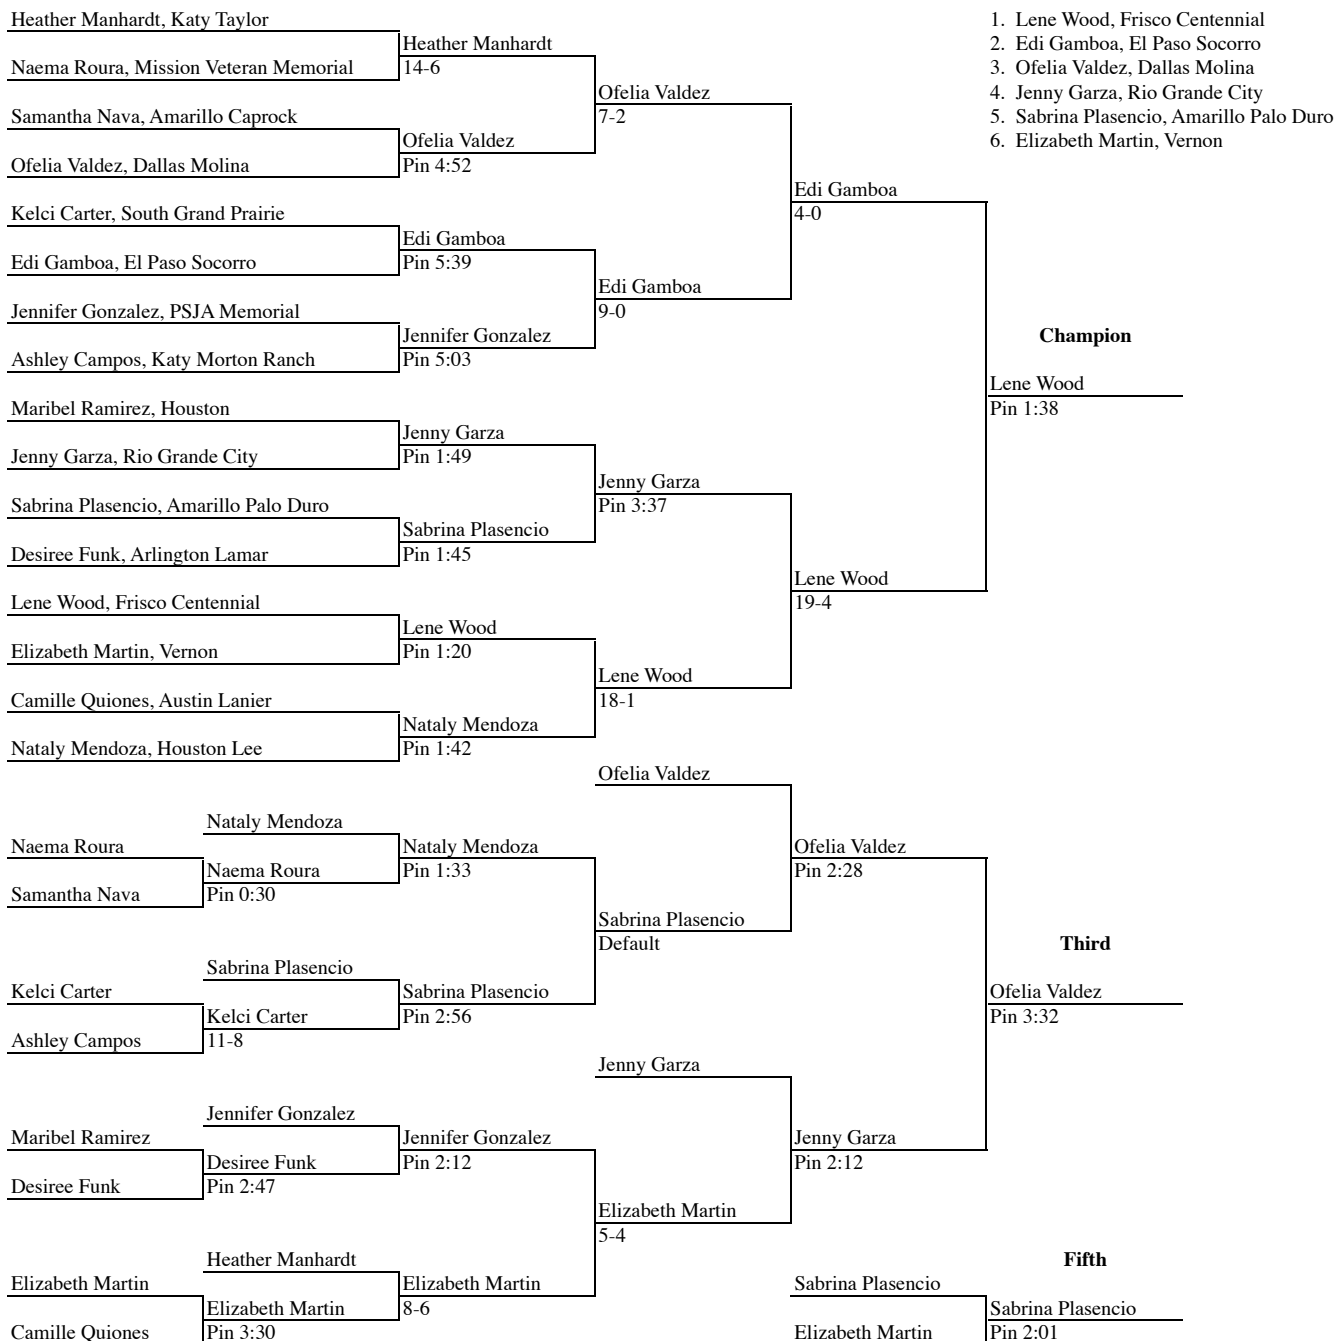 Heather Manhardt, Katy Taylor
Heather Manhardt
Naema Roura, Mission Veteran Memorial
14-6
Ofelia Valdez
7-2
Samantha Nava, Amarillo Caprock
Ofelia Valdez
Ofelia Valdez, Dallas Molina
Pin 4:52
Edi Gamboa
4-0
Kelci Carter, South Grand Prairie
Edi Gamboa
Edi Gamboa, El Paso Socorro
Pin 5:39
Edi Gamboa
9-0
Jennifer Gonzalez, PSJA Memorial
Jennifer Gonzalez
Ashley Campos, Katy Morton Ranch
Pin 5:03
1. Lene Wood, Frisco Centennial
2. Edi Gamboa, El Paso Socorro
3. Ofelia Valdez, Dallas Molina
4. Jenny Garza, Rio Grande City
5. Sabrina Plasencio, Amarillo Palo Duro
6. Elizabeth Martin, Vernon
Champion
Lene Wood
Pin 1:38
Maribel Ramirez, Houston
Jenny Garza
Jenny Garza, Rio Grande City
Pin 1:49
Jenny Garza
Pin 3:37
Sabrina Plasencio, Amarillo Palo Duro
Sabrina Plasencio
Desiree Funk, Arlington Lamar
Pin 1:45
Lene Wood
19-4
Lene Wood, Frisco Centennial
Lene Wood
Elizabeth Martin, Vernon
Pin 1:20
Lene Wood
18-1
Camille Quiones, Austin Lanier
Nataly Mendoza
Nataly Mendoza, Houston Lee
Pin 1:42
Ofelia Valdez
Nataly Mendoza
Naema Roura
Nataly Mendoza
Ofelia Valdez
Naema Roura
Pin 1:33
Pin 2:28
Samantha Nava
Pin 0:30
Sabrina Plasencio
Default
Third
Sabrina Plasencio
Kelci Carter
Sabrina Plasencio
Ofelia Valdez
Kelci Carter
Pin 2:56
Pin 3:32
Ashley Campos
11-8
Jenny Garza
Jennifer Gonzalez
Maribel Ramirez
Jennifer Gonzalez
Jenny Garza
Desiree Funk
Pin 2:12
Pin 2:12
Desiree Funk
Pin 2:47
Elizabeth Martin
5-4
Heather Manhardt
Fifth
Elizabeth Martin
Elizabeth Martin
Sabrina Plasencio
Elizabeth Martin
8-6
Sabrina Plasencio
Camille Quiones
Pin 3:30
Elizabeth Martin
Pin 2:01